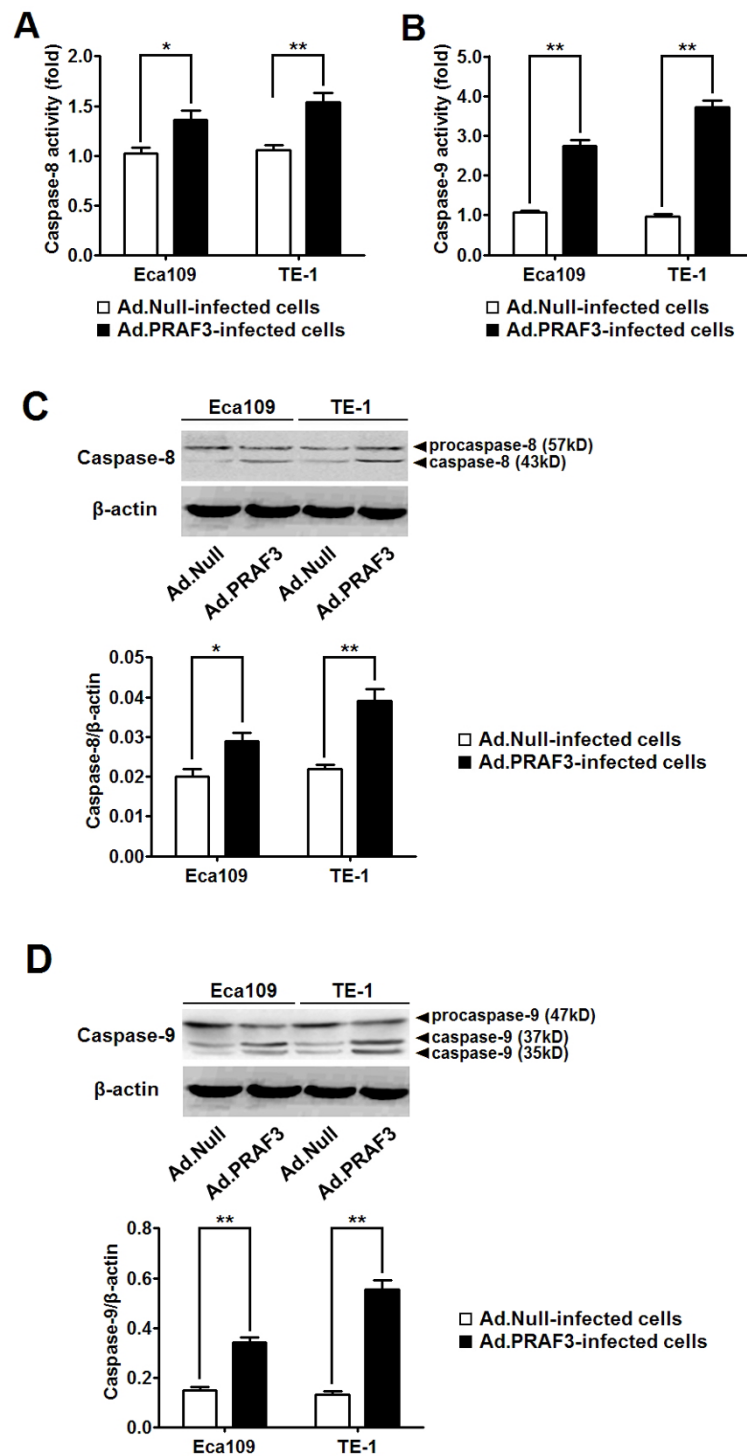 A
B
Caspase-8 activity (fold)
2.0
1.5
1.0
0.5
0.0
*
**
Eca109 TE-1
Ad.Null-infected cells
Ad.PRAF3-infected cells
Caspase-9 activity (fold)
5.0
4.0
3.0
2.0
1.0
0.0
**
**
Eca109 TE-1
Ad.Null-infected cells
Ad.PRAF3-infected cells
C
Eca109 TE-1
Caspase-8
procaspase-8 (57kD)
caspase-8 (43kD)
β-actin
Ad.Null Ad.PRAF3 Ad.Null Ad.PRAF3
Caspase-8/β-actin
0.05
0.04
0.03
0.02
0.01
0.00
*
**
Eca109 TE-1
Ad.Null-infected cells
Ad.PRAF3-infected cells
D
Eca109 TE-1
Caspase-9
procaspase-9 (47kD)
caspase-9 (37kD)
caspase-9 (35kD)
β-actin
Ad.Null Ad.PRAF3 Ad.Null Ad.PRAF3
Caspase-9/β-actin
0.8
0.6
0.4
0.2
0.0
**
**
Eca109 TE-1
Ad.Null-infected cells
Ad.PRAF3-infected cells